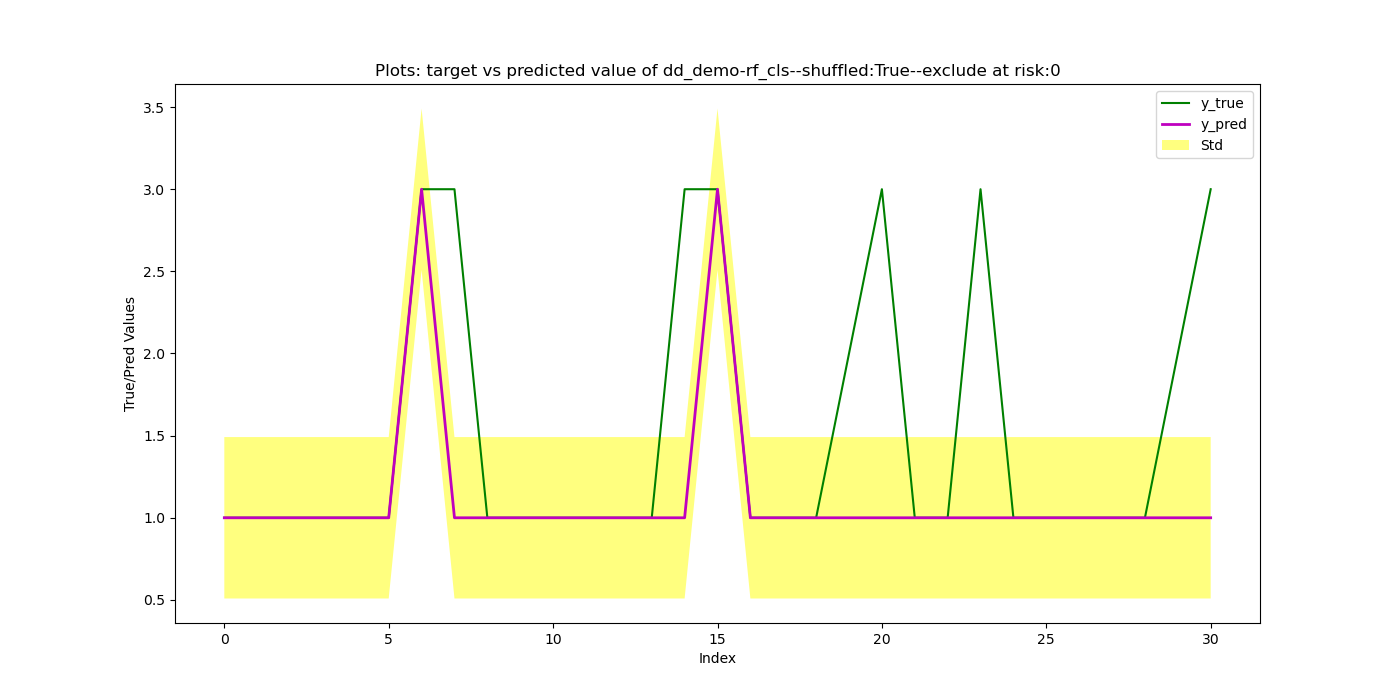 Plots: target vs predicted value of dd_demo-rf_cls--shuffled:True--exclude at risk:0
y_true
y_pred
Std
3.5
3.0
2.5
2.0
1.5
1.0
0.5
True/Pred Values
0 5 10 15 20 25 30
Index